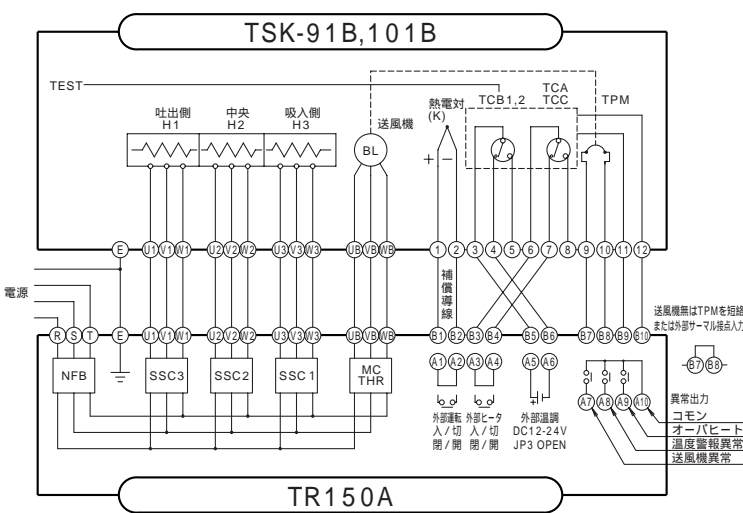 TSK-91B,101B
TEST
吐出側
H1
中央
H2
吸入側
H3
送風機
BL
熱電対
(K)
+ −
TCB1,2
TCA
TCC
TPM
E U1 V1 W1 U2 V2 W2 U3 V3 W3 UB VB WB 1 2 3 4 5 6 7 8 9 10 11 12
電源
補償導線
R S T E U1 V1 W1 U2 V2 W2 U3 V3 W3 UB VB WB B1 B2 B3 B4 B5 B6 B7 B8 B9 B10
送風機無はTPMを短絡
または外部サーマル接点入力
B7 B8
NFB
SSC3
SSC2
SSC1
MC
THR
A1 A2 A3 A4 A5 A6
A7 A8 A9 A10
+
外部運転
入/切
閉/開
外部ヒータ
入/切
閉/開
外部温調
DC12-24V
JP3 OPEN
異常出力
コモン
オーバヒート
温度警報異常
送風機異常
TR150A